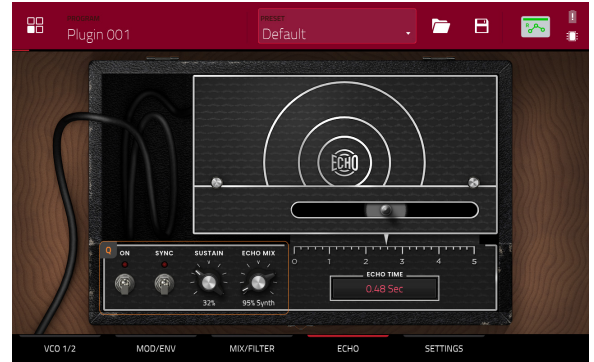 PROGRAM
Plugin 001
PRESET
Default
!
ECHO
Q
ON
SYNC
SUSTAIN
ECHO MIX
32%
95% Synth
0 1 2 3 4 5
ECHO TIME
0.48 Sec
VCO 1/2
MOD/ENV
MIX/FILTER
ECHO
SETTINGS